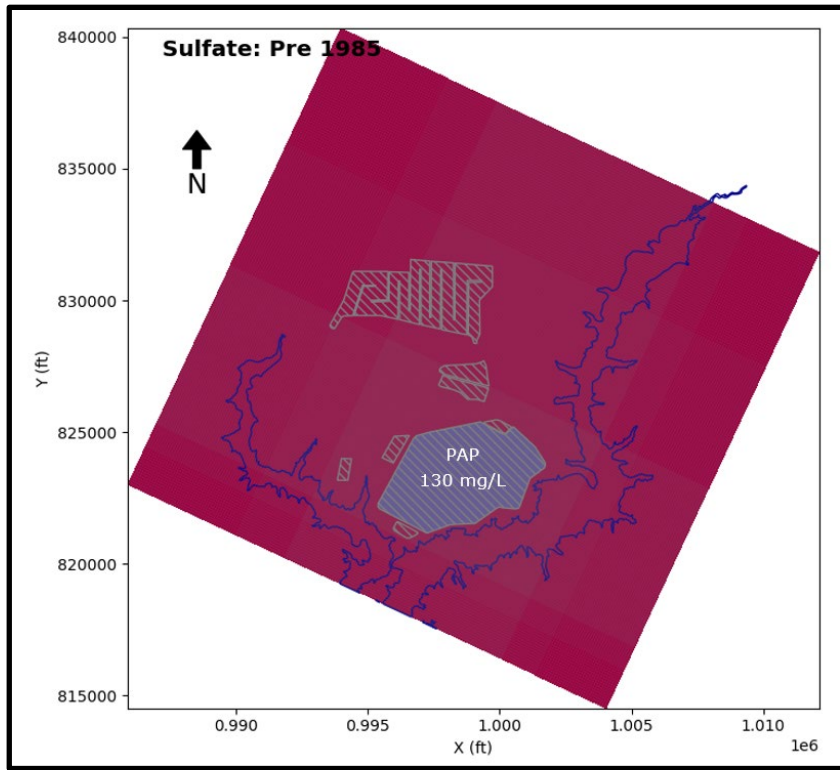 Sulfate: Pre 1985
N
PAP
130 mg/L
840000
835000
830000
825000
820000
815000
Y (ft)
0.990 0.995 1.000 1.005 1.010
1e6
X (ft)